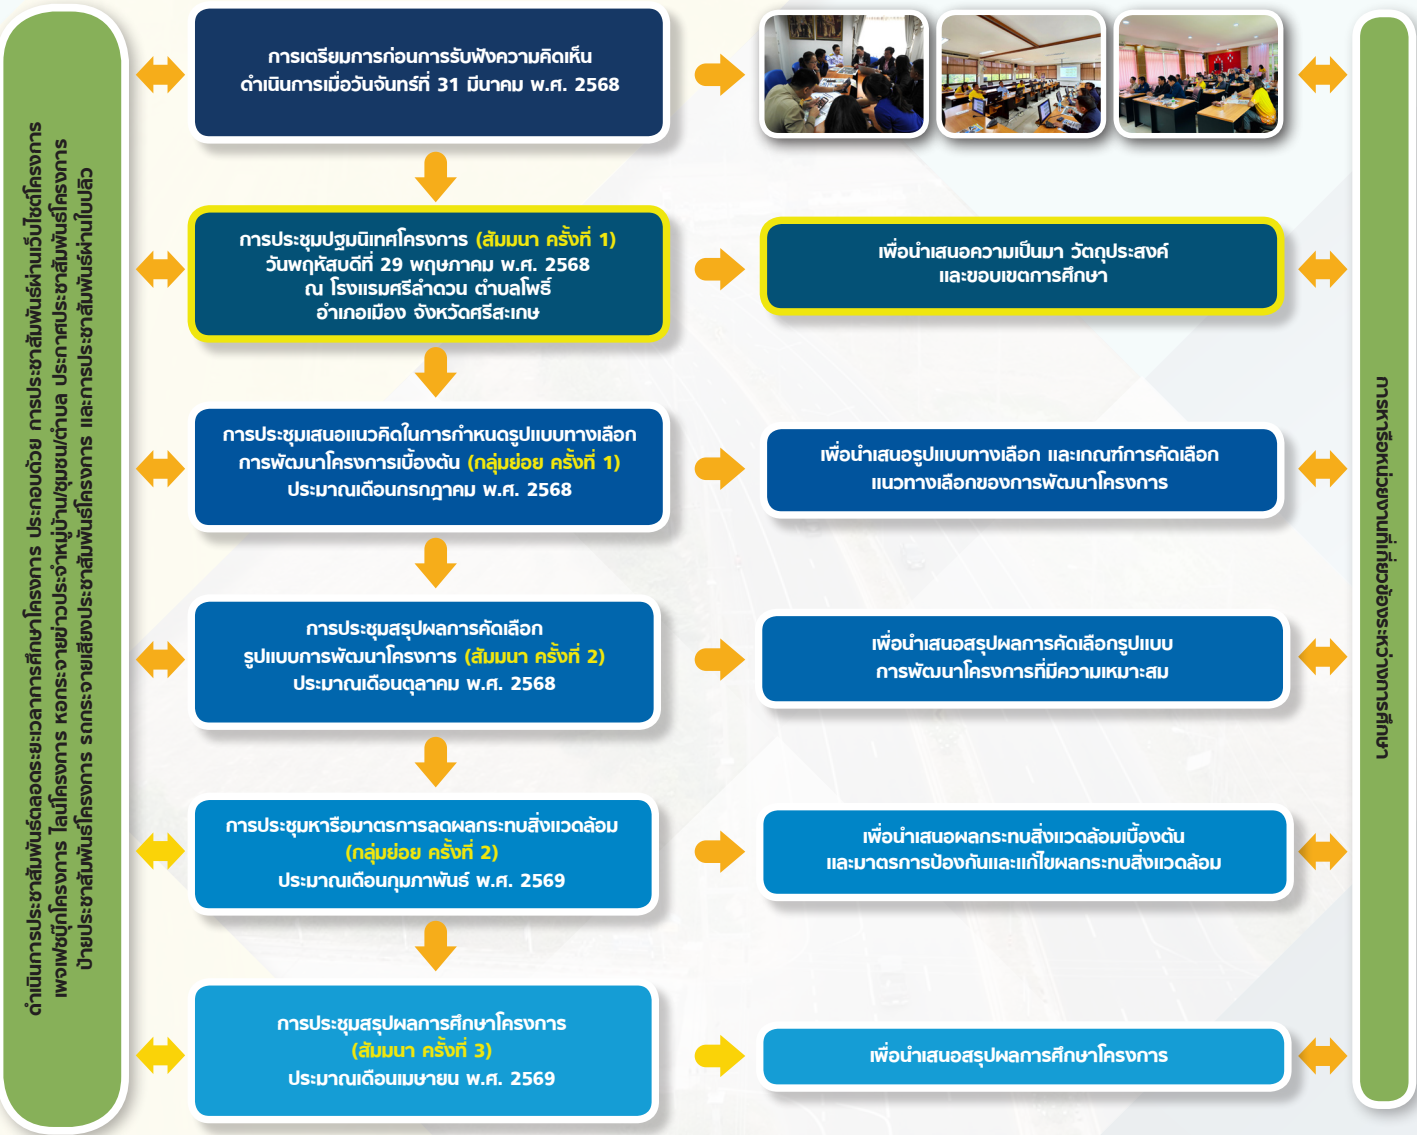 ดำเนินการประชาสัมพันธ์ตลอดระยะเวลาการศึกษาโครงการ ประกอบด้วย การประชาสัมพันธ์ผ่านเว็บไซต์โครงการ
เพจเฟซบุ๊กโครงการ ไลน์โครงการ หอกระจายข่าวประจำหมู่บ้าน/ชุมชน/ตำบล ประกาศประชาสัมพันธ์โครงการ
ป้ายประชาสัมพันธ์โครงการ รถกระจายเสียงประชาสัมพันธ์โครงการ และการประชาสัมพันธ์ผ่านใบปลิว
การเตรียมการก่อนการรับฟังความคิดเห็น
ดำเนินการเมื่อวันจันทร์ที่ 31 มีนาคม พ.ศ. 2568
การประชุมปฐมนิเทศโครงการ (สัมมนา ครั้งที่ 1)
วันพฤหัสบดีที่ 29 พฤษภาคม พ.ศ. 2568
ณ โรงแรมศรีลำดวน ตำบลโพธิ์
อำเภอเมือง จังหวัดศรีสะเกษ
เพื่อนำเสนอความเป็นมา วัตถุประสงค์
และขอบเขตการศึกษา
การประชุมเสนอแนวคิดในการกำหนดรูปแบบทางเลือก
การพัฒนาโครงการเบื้องต้น (กลุ่มย่อย ครั้งที่ 1)
ประมาณเดือนกรกฎาคม พ.ศ. 2568
เพื่อนำเสนอรูปแบบทางเลือก และเกณฑ์การคัดเลือก
แนวทางเลือกของการพัฒนาโครงการ
การประชุมสรุปผลการคัดเลือก
รูปแบบการพัฒนาโครงการ (สัมมนา ครั้งที่ 2)
ประมาณเดือนตุลาคม พ.ศ. 2568
เพื่อนำเสนอสรุปผลการคัดเลือกรูปแบบ
การพัฒนาโครงการที่มีความเหมาะสม
การประชุมหารือมาตรการลดผลกระทบสิ่งแวดล้อม
(กลุ่มย่อย ครั้งที่ 2)
ประมาณเดือนกุมภาพันธ์ พ.ศ. 2569
เพื่อนำเสนอผลกระทบสิ่งแวดล้อมเบื้องต้น
และมาตรการป้องกันและแก้ไขผลกระทบสิ่งแวดล้อม
การประชุมสรุปผลการศึกษาโครงการ
(สัมมนา ครั้งที่ 3)
ประมาณเดือนเมษายน พ.ศ. 2569
เพื่อนำเสนอสรุปผลการศึกษาโครงการ
การหารือหน่วยงานที่เกี่ยวข้องระหว่างการศึกษา